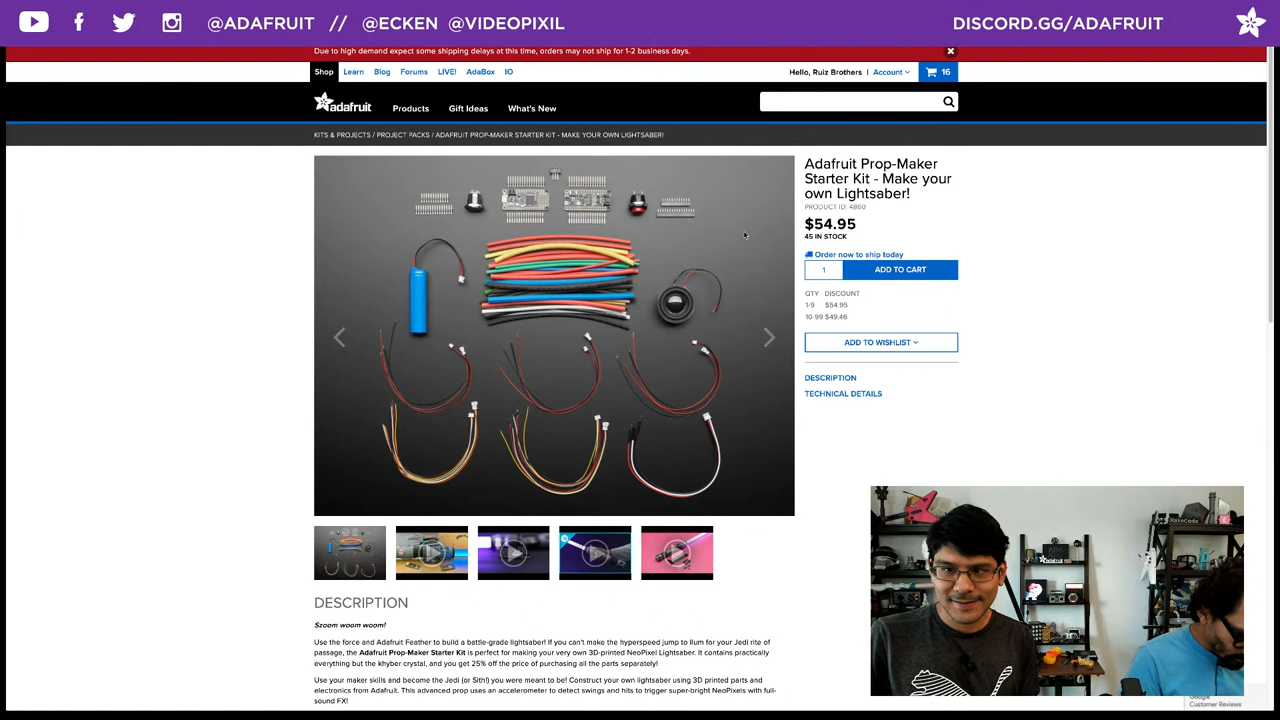 @ADAFRUIT // @ECKEN @VIDEOPIXIL
DISCORD.GG/ADAFRUIT
Due to high demand expect some shipping delays at this time, orders may not ship for 1-2 business days.
Shop Learn Blog Forums LIVE! AdaBox IO
Hello, Ruiz Brothers | Account 16
adafruit Products Gift Ideas What's New
KITS & PROJECTS / PROJECT PACKS / ADAFRUIT PROP-MAKER STARTER KIT - MAKE YOUR OWN LIGHTSABER!
Adafruit Prop-Maker
Starter Kit - Make your
own Lightsaber!
PRODUCT ID: 4860
$54.95
45 IN STOCK
Order now to ship today
1 ADD TO CART
QTY DISCOUNT
1-9 $54.95
10-99 $49.46
ADD TO WISHLIST
DESCRIPTION
TECHNICAL DETAILS
DESCRIPTION
Szoom woom woom!
Use the force and Adafruit Feather to build a battle-grade lightsaber! If you can't make the hyperspeed jump to Ilum for your Jedi rite of
passage, the Adafruit Prop-Maker Starter Kit is perfect for making your very own 3D-printed NeoPixel Lightsaber. It contains practically
everything but the khyber crystal, and you get 25% off the price of purchasing all the parts separately!
Use your maker skills and become the Jedi (or Sith!) you were meant to be! Construct your own lightsaber using 3D printed parts and
electronics from Adafruit. This advanced prop uses an accelerometer to detect swings and hits to trigger super-bright NeoPixels with full-
sound FX!
MakeCode
ADA
Google
Customer Reviews